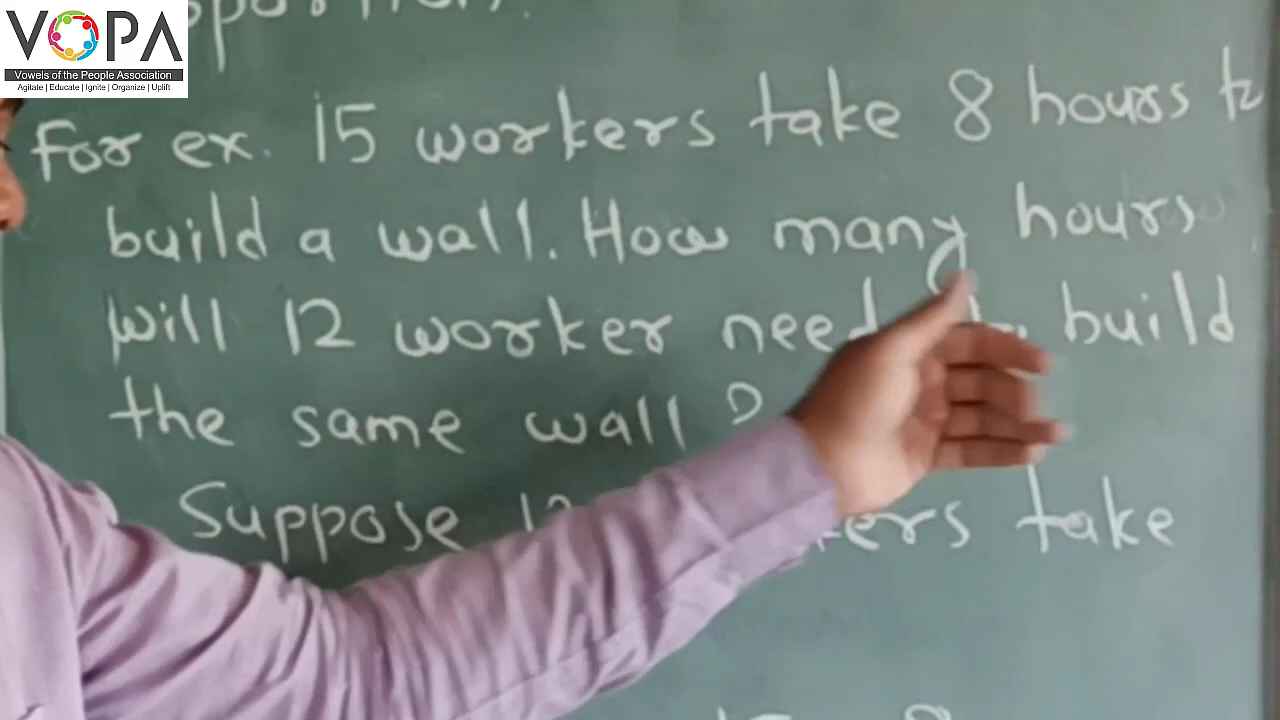 VOPA
Vowels of the People Association
Agitate | Educate | Ignite | Organize | Uplift
For ex. 15 workers take 8 hours to
build a wall. How many hours
will 12 worker need build
the same wall ?
Suppose take